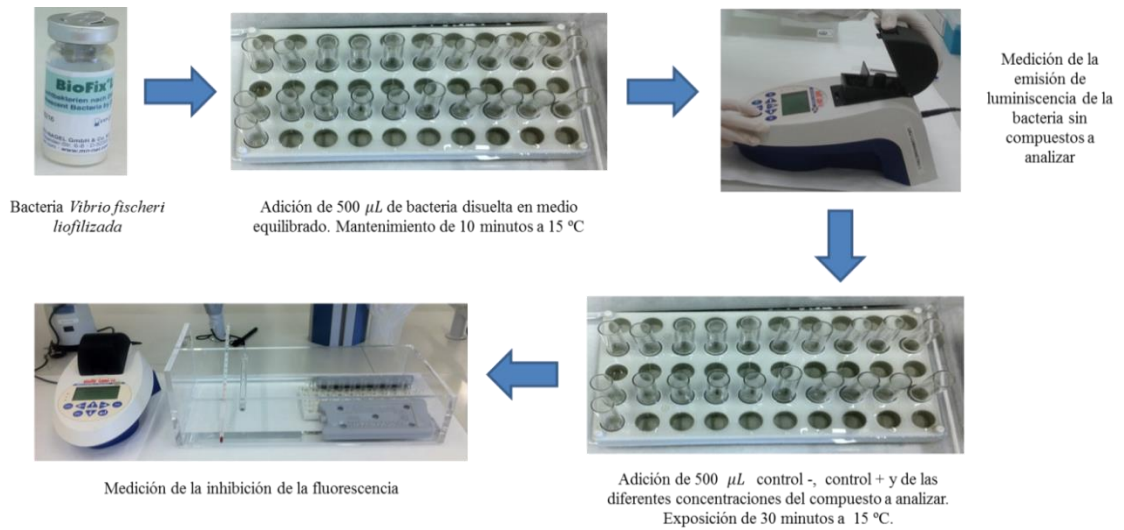 BioFix
Bacteria Vibrio fischeri
liofilizada
Adición de 500 µL de bacteria disuelta en medio
equilibrado. Mantenimiento de 10 minutos a 15 ºC
Medición de la
emisión de
luminiscencia de la
bacteria sin
compuestos a
analizar
Adición de 500 µL control -, control + y de las
diferentes concentraciones del compuesto a analizar.
Exposición de 30 minutos a 15 ºC.
Medición de la inhibición de la fluorescencia